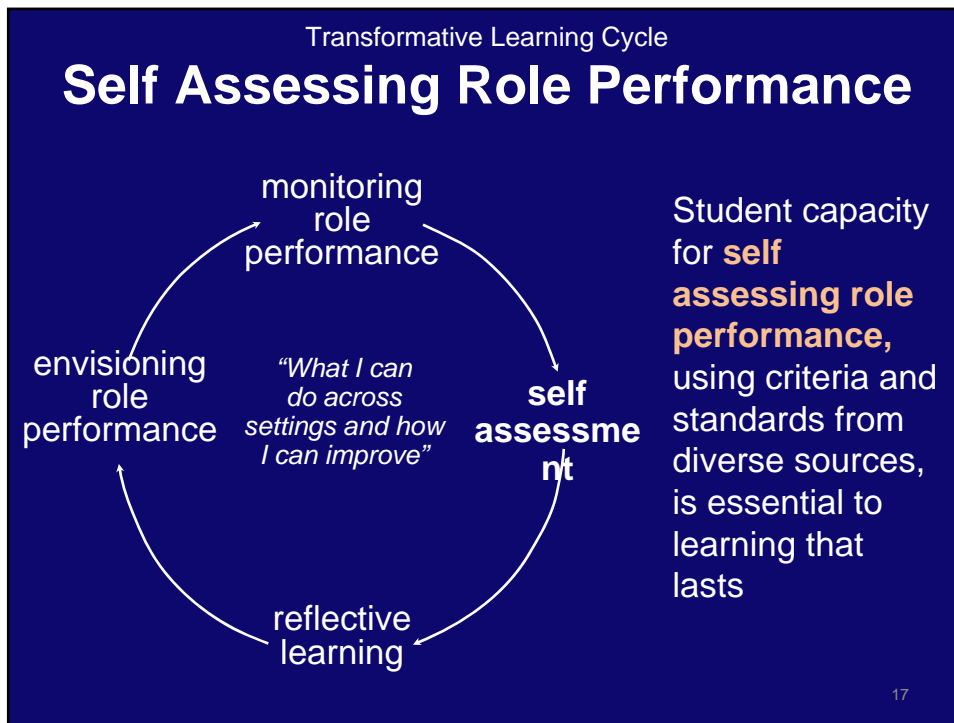 Transformative Learning Cycle
Self Assessing Role Performance
monitoring
role
performance
envisioning
role
performance
“What I can
do across
settings and how
I can improve”
self
assessme
nt
reflective
learning
Student capacity
for self
assessing role
performance,
using criteria and
standards from
diverse sources,
is essential to
learning that
lasts
17